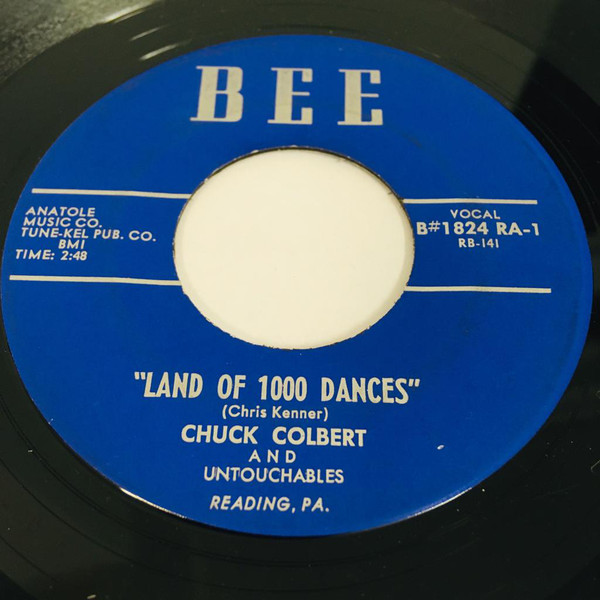 BEE
ANATOLE
MUSIC CO.
TUNE-KEL PUB. CO.
BMI
TIME: 2:48
VOCAL
B#1824 RA-1
RB-141
"LAND OF 1000 DANCES"
(Chris Kenner)
CHUCK COLBERT
AND
UNTOUCHABLES
READING, PA.